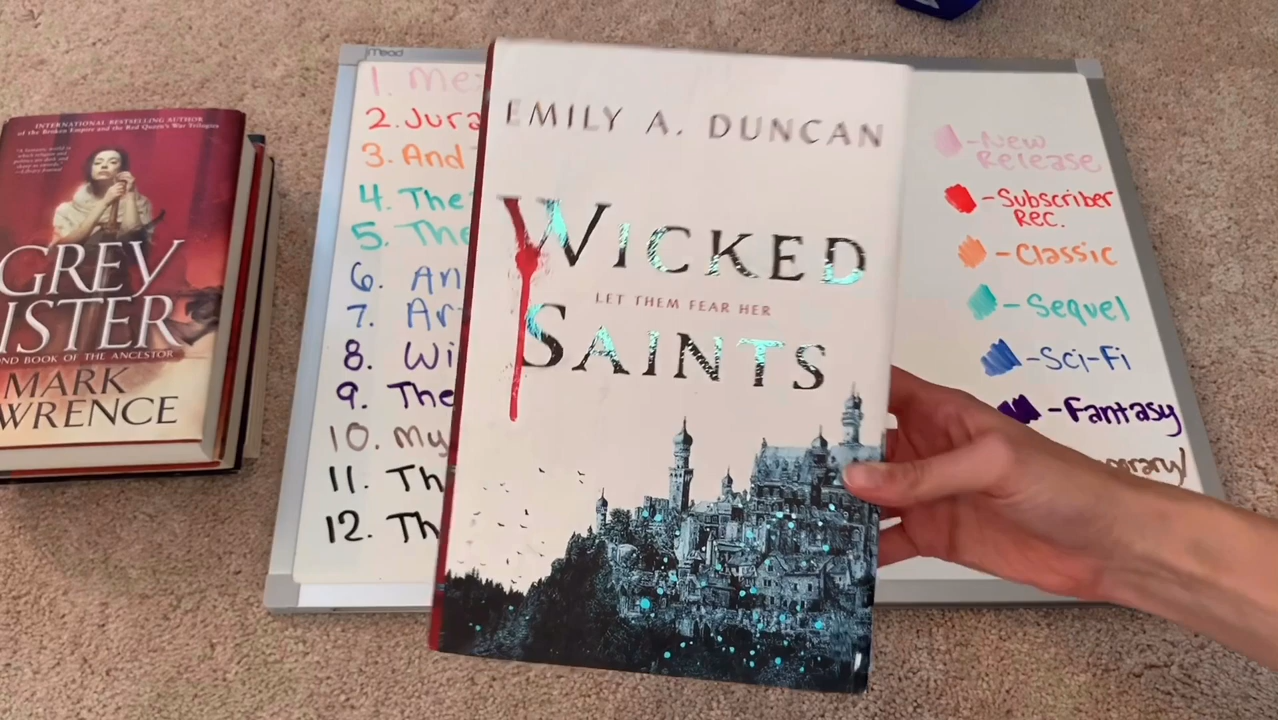 INTERNATIONAL BESTSELLING AUTHOR
of the Broken Empire and the Red Queen's War Trilogies
GREY
ISTER
ND BOOK OF THE ANCESTOR
MARK
WRENCE
Mead
1. Me
2. Jura
3. And
4. The
5. The
6. An
7. Ar
8. Wi
9. The
10. My
11. Th
12. Th
EMILY A. DUNCAN
WICKED
LET THEM FEAR HER
SAINTS
-New
Release
-Subscriber
Rec.
-Classic
-Sequel
-Sci-Fi
-Fantasy
orary/